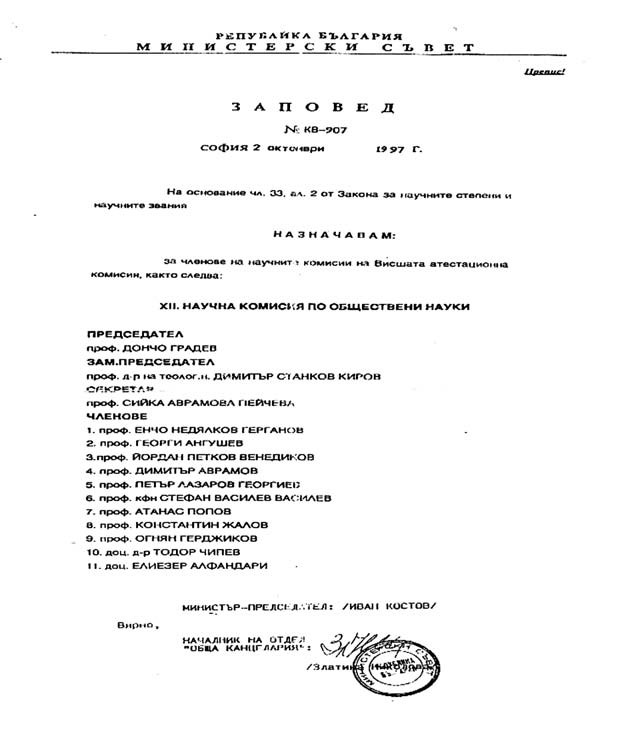 РЕПУБЛИКА БЪЛГАРИЯ
МИНИСТЕРСКИ СЪВЕТ
Препис!
ЗАПОВЕД
№ КВ-907
СОФИЯ 2 октомври 1997 г.
На основание чл. 33, ал. 2 от Закона за научните степени и
научните звания
НАЗНАЧАВАМ:
за членове на научните комисии на Висшата атестационна
комисия, както следва:
XII. НАУЧНА КОМИСИЯ ПО ОБЩЕСТВЕНИ НАУКИ
ПРЕДСЕДАТЕЛ
проф. ДОНЧО ГРАДЕВ
ЗАМ.ПРЕДСЕДАТЕЛ
проф. д-р на теолог.н. ДИМИТЪР СТАНКОВ КИРОВ
СЕКРЕТАР
проф. СИЙКА АВРАМОВА ПЕЙЧЕВА
ЧЛЕНОВЕ
1. проф. ЕНЧО НЕДЯЛКОВ ГЕРГАНОВ
2. проф. ГЕОРГИ АНГУШЕВ
3.проф. ЙОРДАН ПЕТКОВ ВЕНЕДИКОВ
4. проф. ДИМИТЪР АВРАМОВ
5. проф. ПЕТЪР ЛАЗАРОВ ГЕОРГИЕВ
6. проф. кфн СТЕФАН ВАСИЛЕВ ВАСИЛЕВ
7. проф. АТАНАС ПОПОВ
8. проф. КОНСТАНТИН ЖАЛОВ
9. проф. ОГНЯН ГЕРДЖИКОВ
10. доц. д-р ТОДОР ЧИПЕВ
11. доц. ЕЛИЕЗЕР АЛФАНДАРИ
МИНИСТЪР-ПРЕДСЕДАТЕЛ: /ИВАН КОСТОВ/
Вярно,
НАЧАЛНИК НА ОТДЕЛ
"ОБЩА КАНЦЕЛАРИЯ":
/Златина
МИНИСТЕРСКИ СЪВЕТ